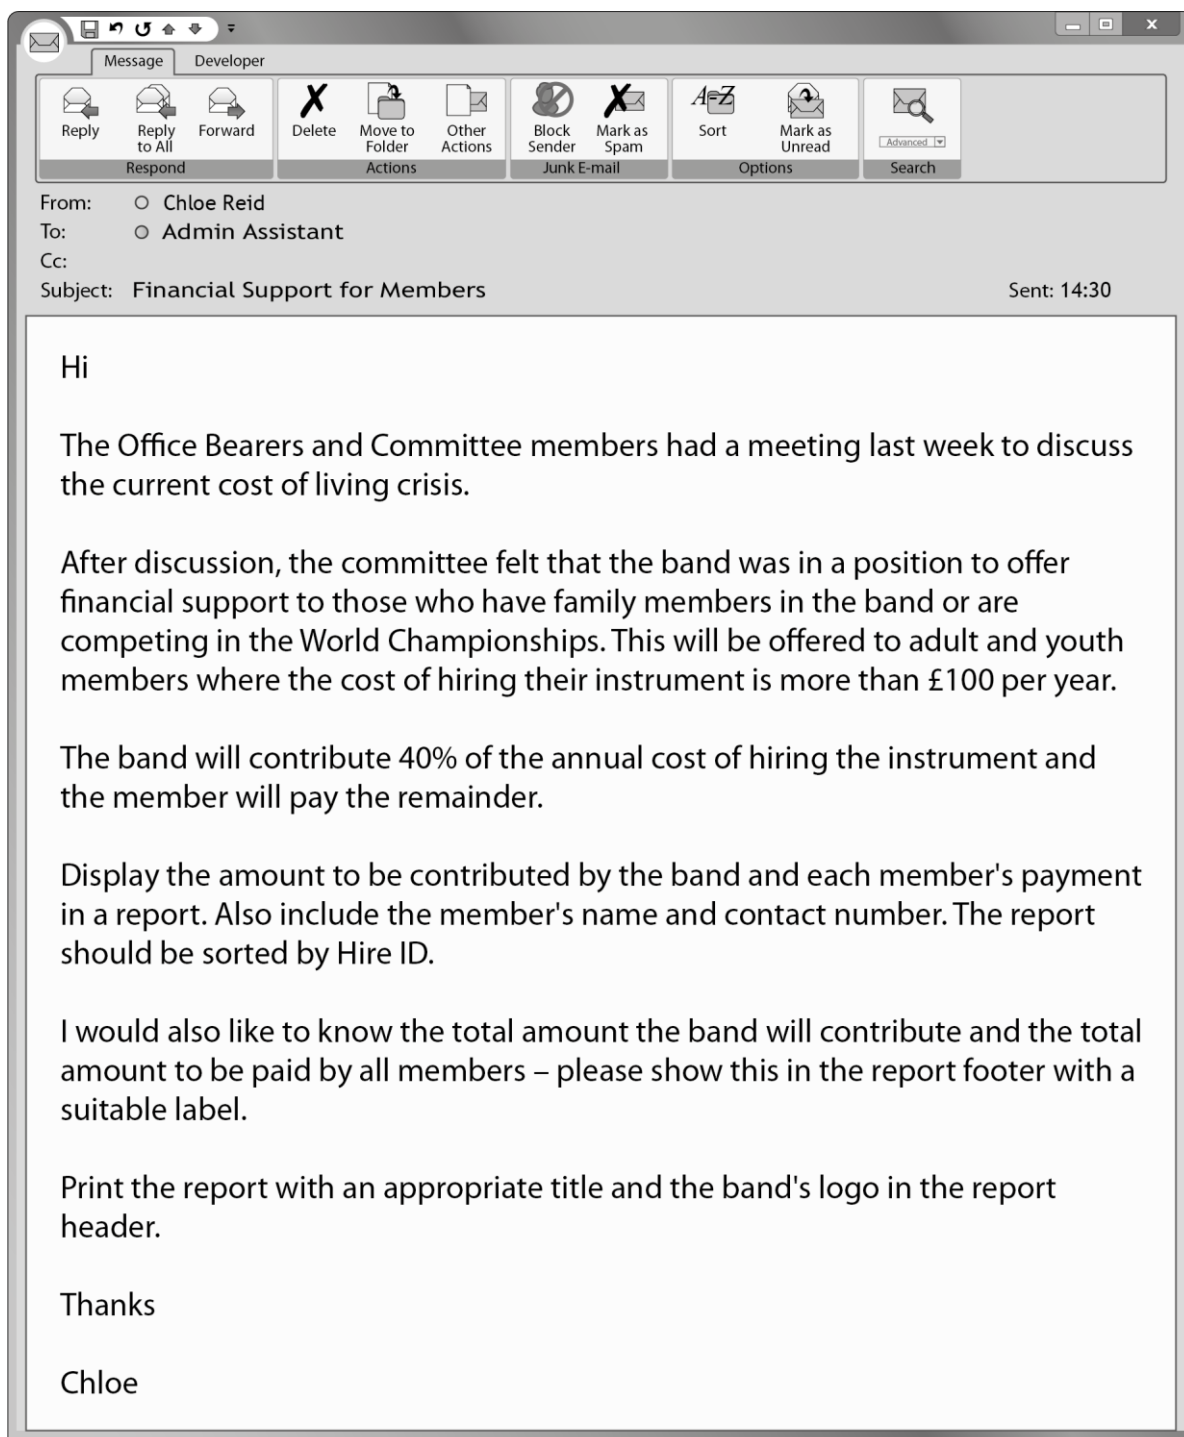 Message Developer
Reply Reply to All Forward Delete Move to Folder Other Actions Block Sender Mark as Spam A-Z Sort Mark as Unread Advanced
Respond Actions Junk E-mail Options Search
From: Chloe Reid
To: Admin Assistant
Cc:
Subject: Financial Support for Members Sent: 14:30
Hi
The Office Bearers and Committee members had a meeting last week to discuss
the current cost of living crisis.
After discussion, the committee felt that the band was in a position to offer
financial support to those who have family members in the band or are
competing in the World Championships. This will be offered to adult and youth
members where the cost of hiring their instrument is more than £100 per year.
The band will contribute 40% of the annual cost of hiring the instrument and
the member will pay the remainder.
Display the amount to be contributed by the band and each member's payment
in a report. Also include the member's name and contact number. The report
should be sorted by Hire ID.
I would also like to know the total amount the band will contribute and the total
amount to be paid by all members – please show this in the report footer with a
suitable label.
Print the report with an appropriate title and the band's logo in the report
header.
Thanks
Chloe